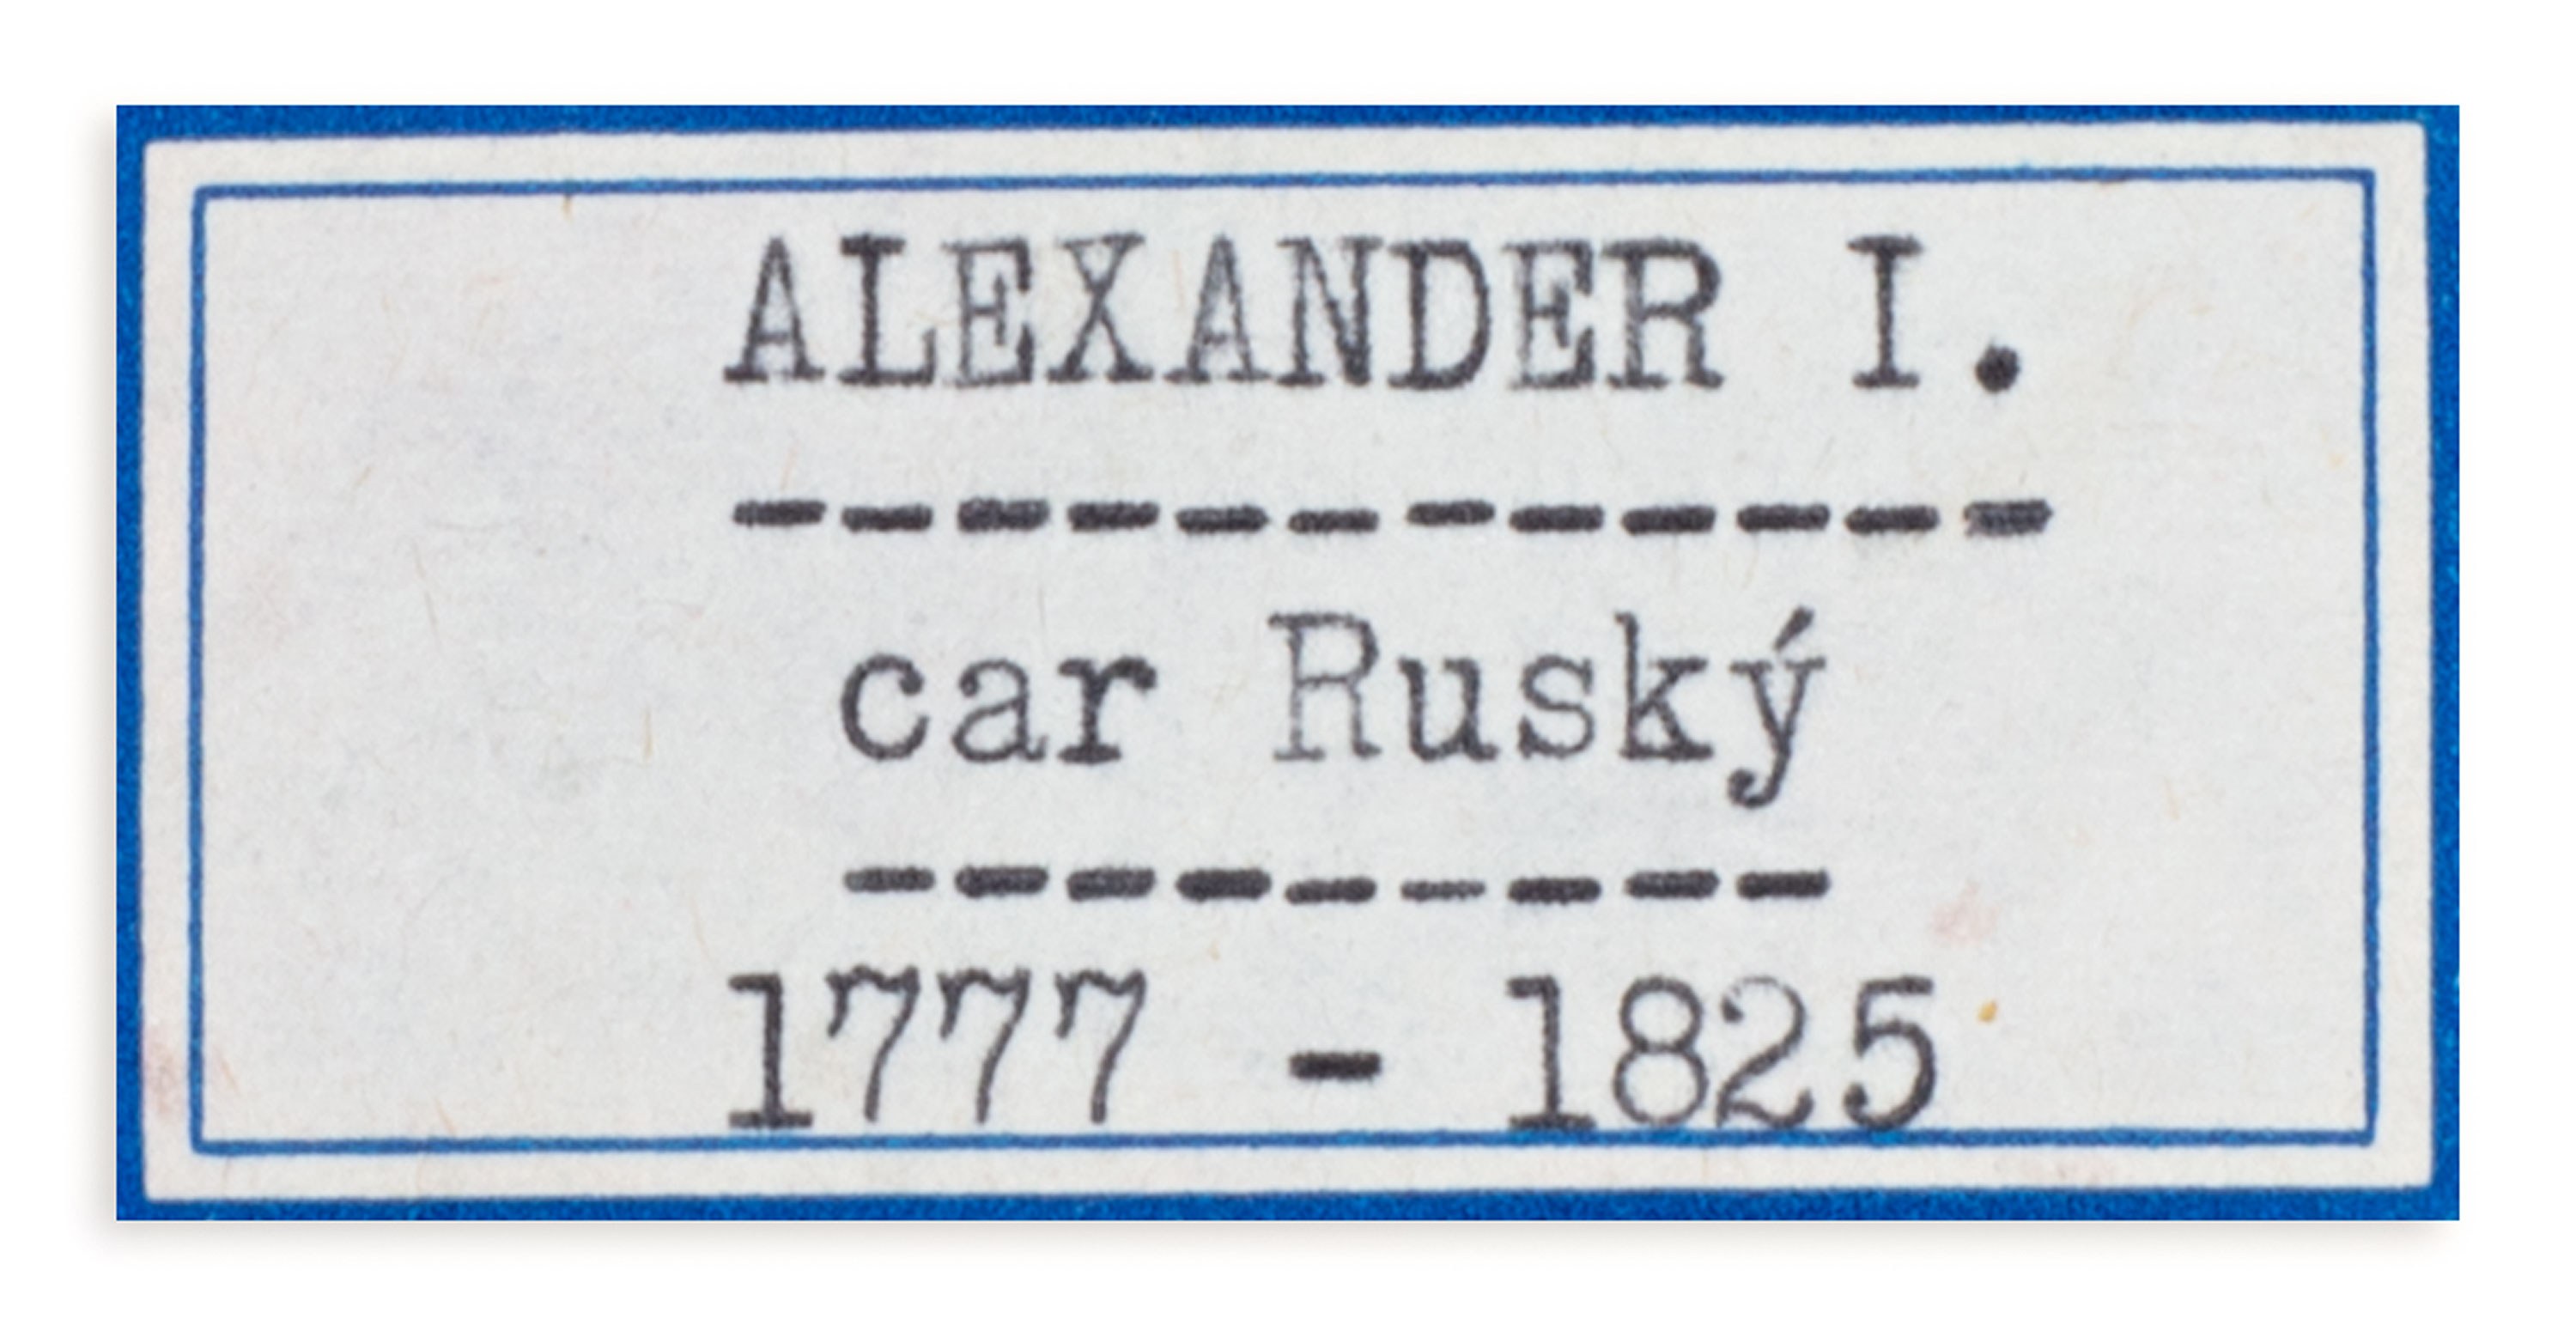 ALEXANDER I.
------------
car Ruský
---------
1777 - 1825